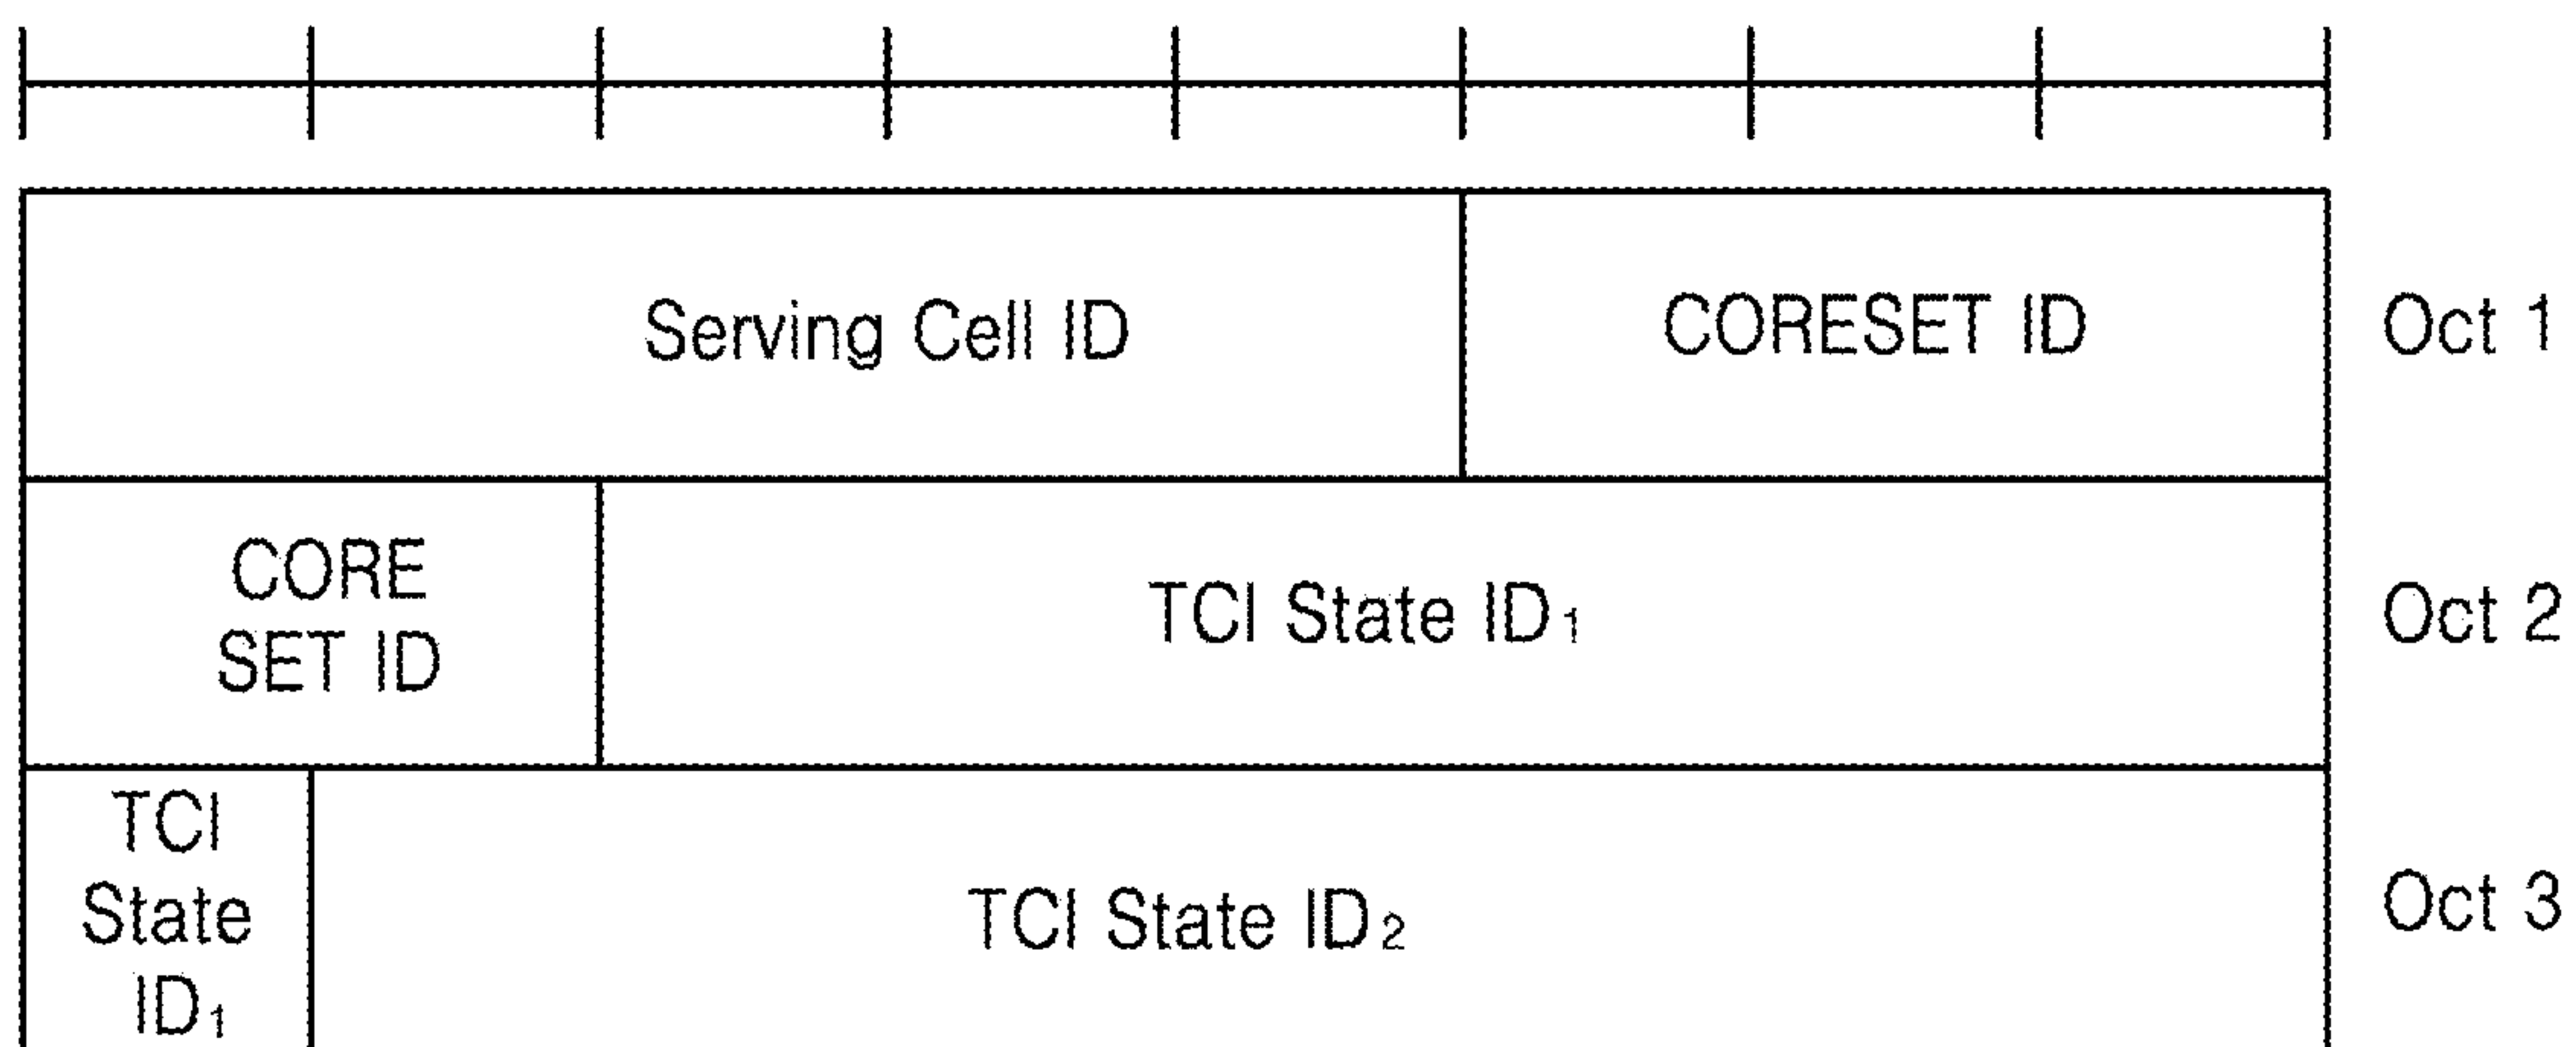 Serving Cell ID CORESET ID Oct 1
CORE
SET ID
TCI State ID₁ Oct 2
TCI
State
ID₁
TCI State ID₂ Oct 3